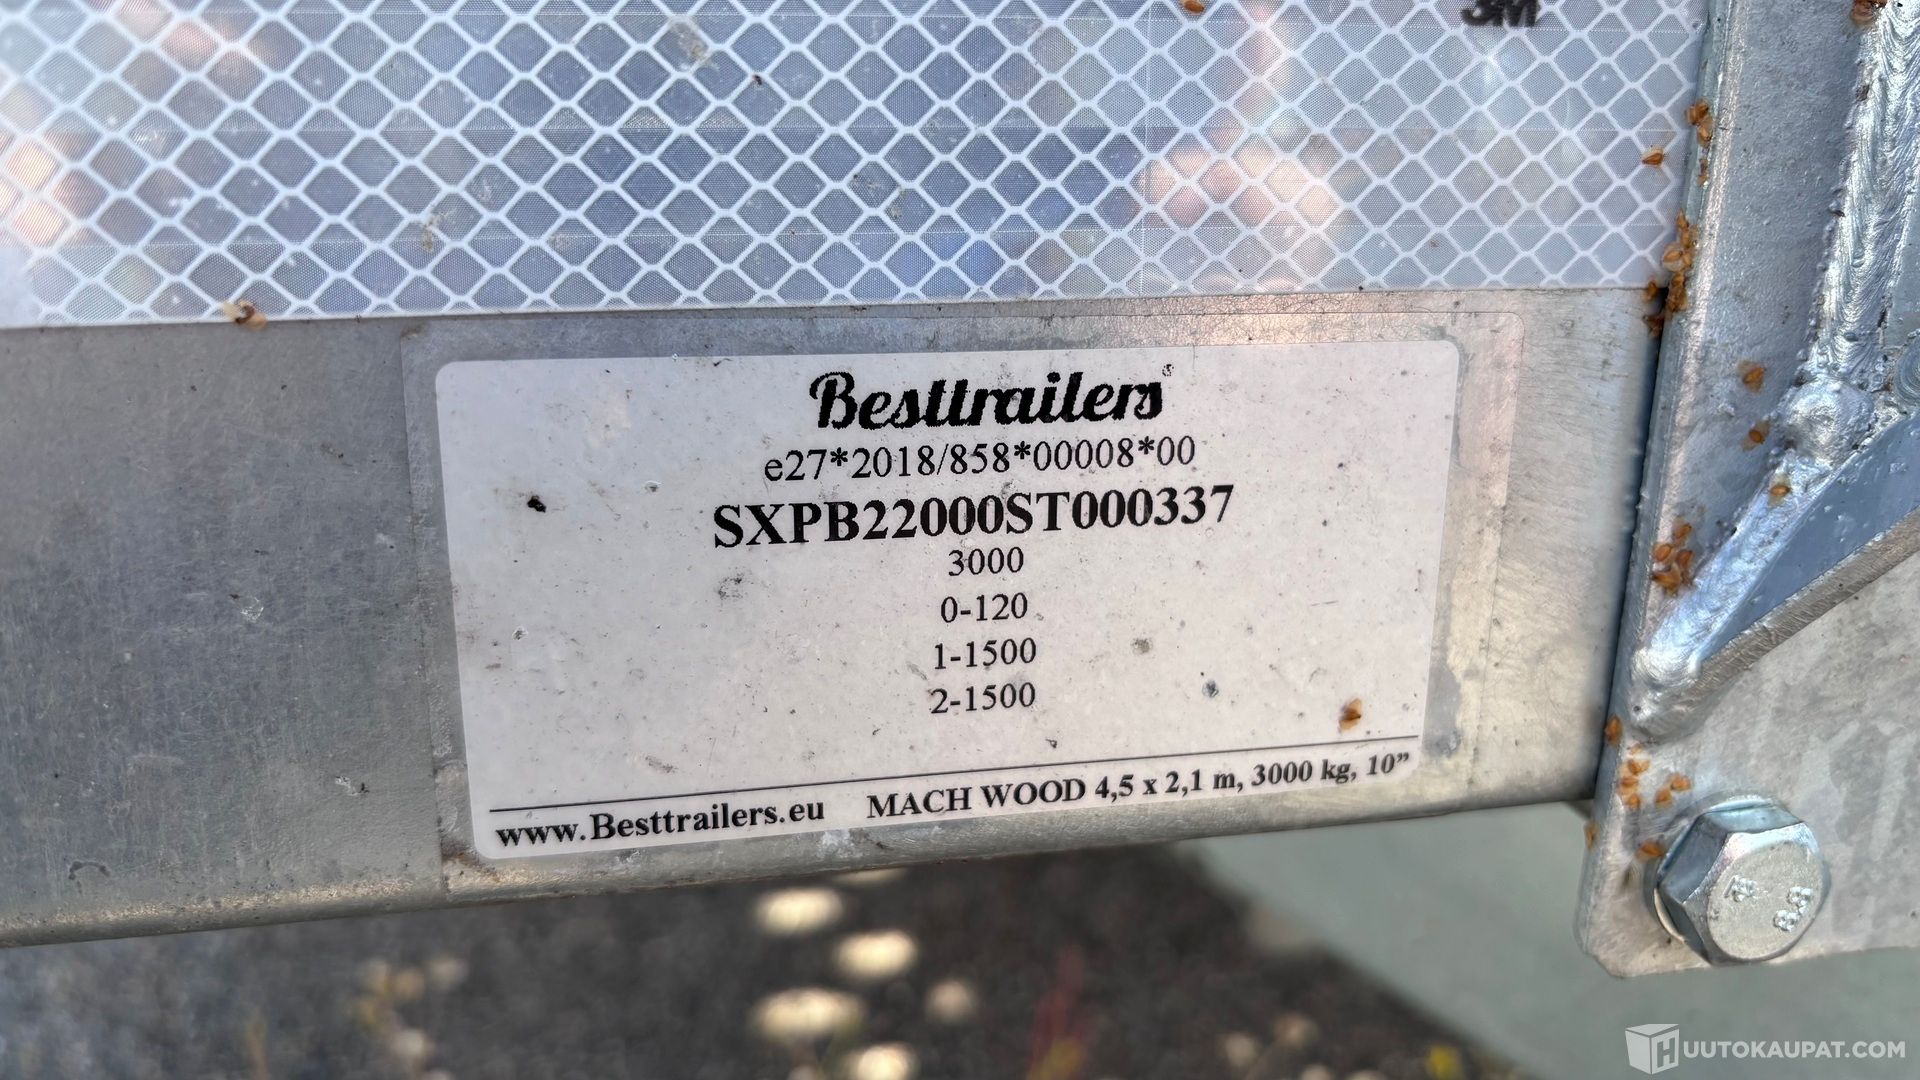 3M
Besttrailers
e27*2018/858*00008*00
SXPB22000ST000337
3000
0-120
1-1500
2-1500
www.Besttrailers.eu MACH WOOD 4,5 x 2,1 m, 3000 kg, 10”
8.8
HUUTOKAUPAT.COM